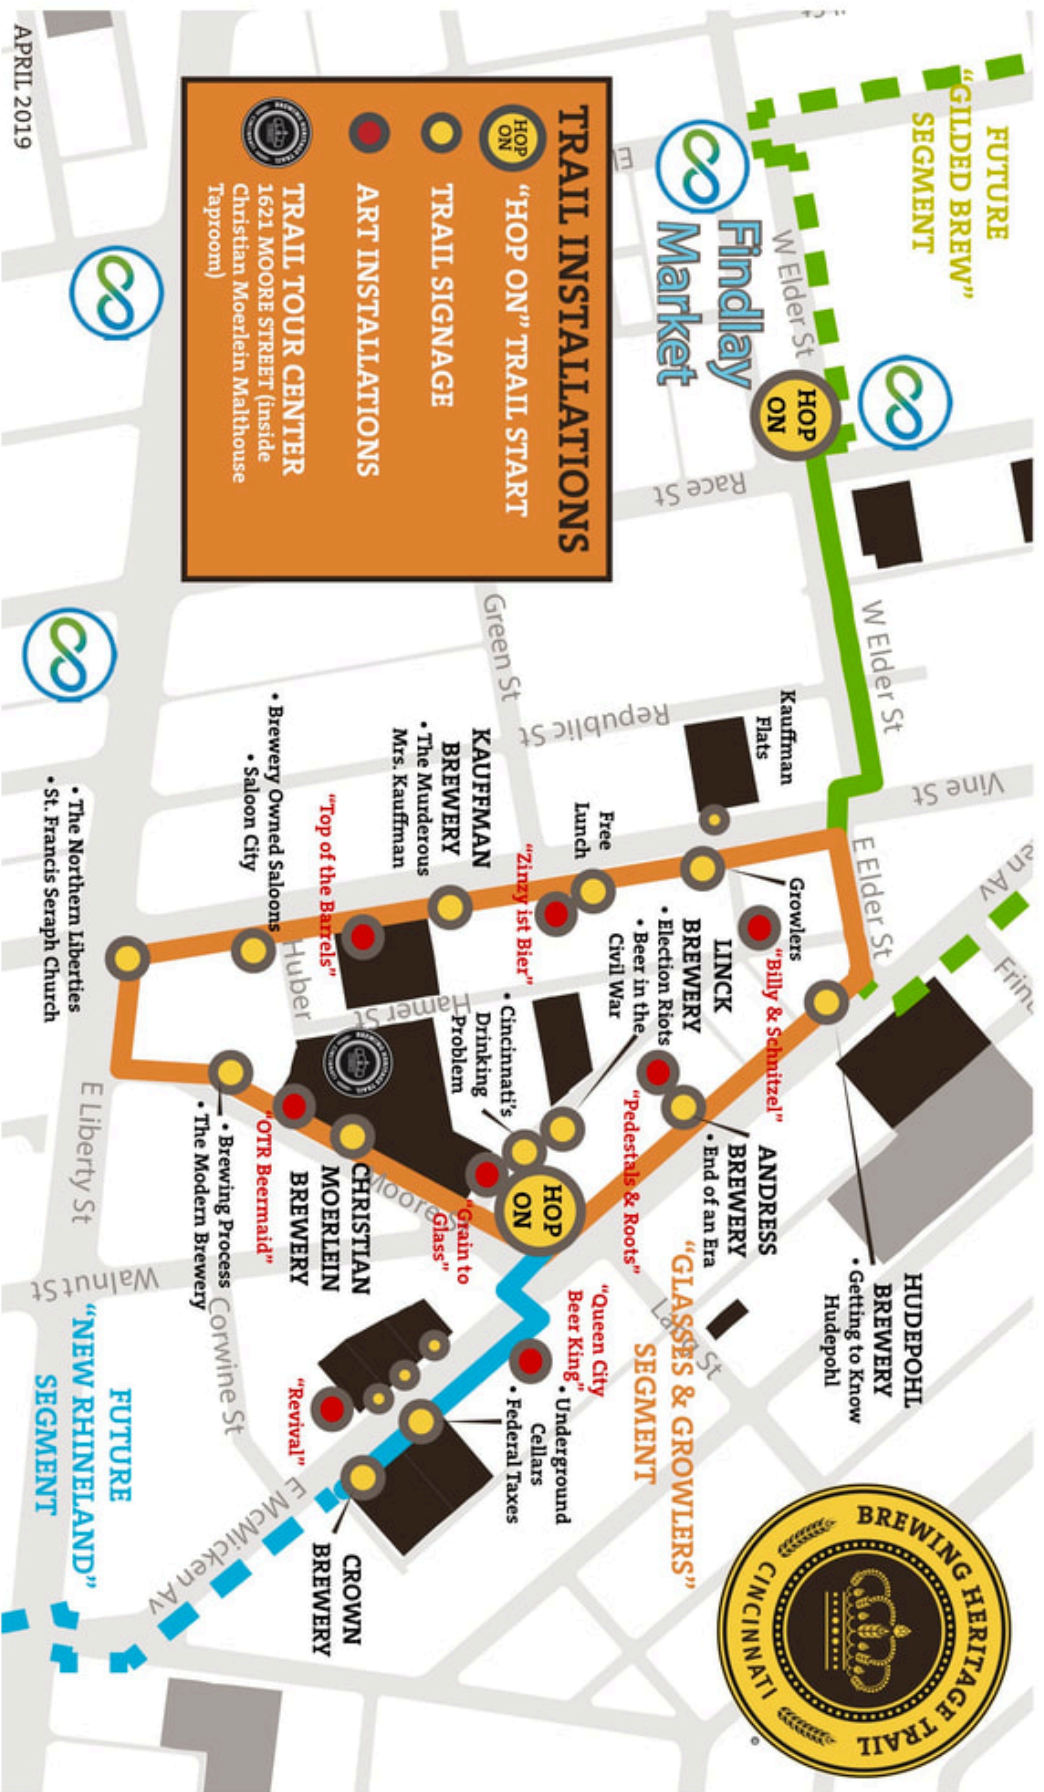 FUTURE
"GILDED BREW"
SEGMENT
Findlay
Market
W Elder St
HOP
ON
Race St
W Elder St
Vine St
E Elder St
TRAIL INSTALLATIONS
HOP
ON
"HOP ON" TRAIL START
TRAIL SIGNAGE
ART INSTALLATIONS
BREWING HERITAGE TRAIL
CINCINNATI
TRAIL TOUR CENTER
1621 MOORE STREET (inside
Christian Moerlein Malthouse
Taproom)
APRIL 2019
Green St
Republic St
Kauffman
Flats
Growlers
Free
Lunch
"Zinzy ist Bier"
KAUFFMAN
BREWERY
• The Murderous
Mrs. Kauffman
"Top of the Barrels"
• Brewery Owned Saloons
• Saloon City
• The Northern Liberties
• St. Francis Seraph Church
Huber
Hamer St
"Billy & Schnitzel"
LINCK
BREWERY
• Election Riots
• Beer in the
Civil War
• Cincinnati's
Drinking
Problem
BREWING HERITAGE TRAIL
HUDEPOHL
BREWERY
• Getting to Know
Hudepohl
ANDRESS
BREWERY
• End of an Era
"Pedestals & Roots"
HOP
ON
"Grain to
Glass"
Moore
CHRISTIAN
MOERLEIN
BREWERY
"OTR Beermaid"
• Brewing Process
• The Modern Brewery
E Liberty St
Walnut St
Corwine St
"GLASSES & GROWLERS"
SEGMENT
"Queen City
Beer King"
• Underground
Cellars
• Federal Taxes
"Revival"
CROWN
BREWERY
E McMicken Av
FUTURE
"NEW RHINELAND"
SEGMENT
BREWING HERITAGE TRAIL
CINCINNATI